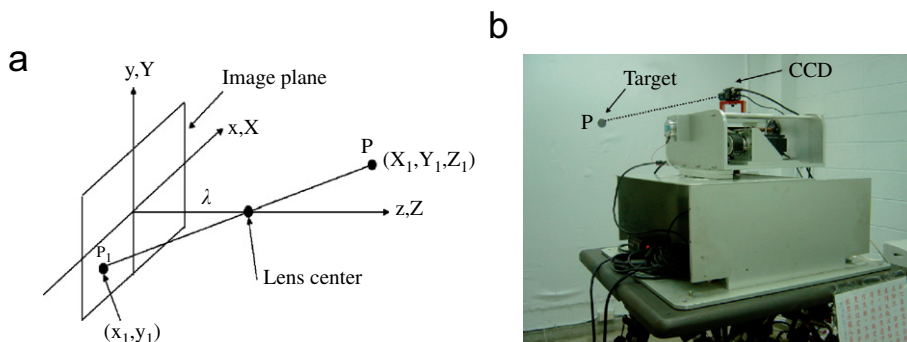 a
y,Y
Image plane
x,X
P
(X₁,Y₁,Z₁)
λ
z,Z
P₁
Lens center
(x₁,y₁)
b
Target
CCD
P